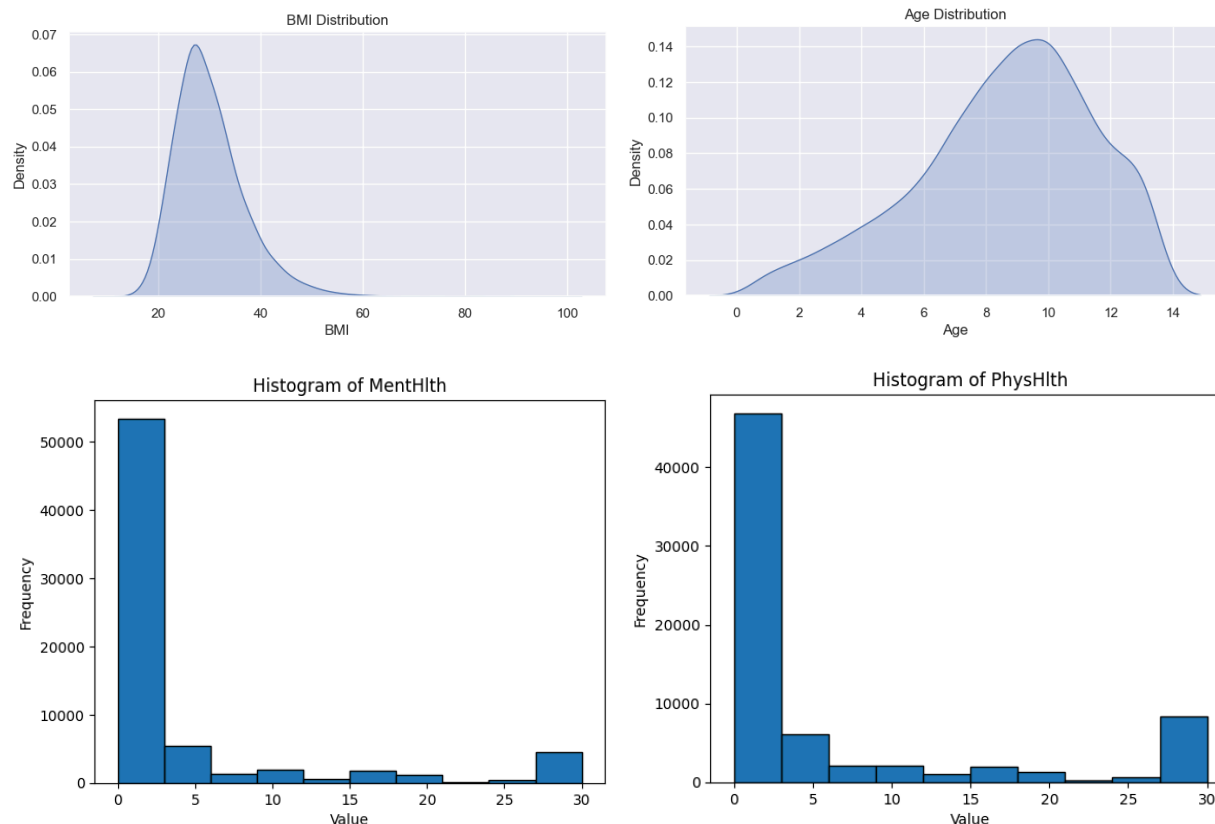 BMI Distribution
0.07
0.06
0.05
0.04
0.03
0.02
0.01
0.00
Density
20 40 60 80 100
BMI
Age Distribution
0.14
0.12
0.10
0.08
0.06
0.04
0.02
0.00
Density
0 2 4 6 8 10 12 14
Age
Histogram of MentHlth
50000
40000
30000
20000
10000
0
Frequency
0 5 10 15 20 25 30
Value
Histogram of PhysHlth
40000
30000
20000
10000
0
Frequency
0 5 10 15 20 25 30
Value